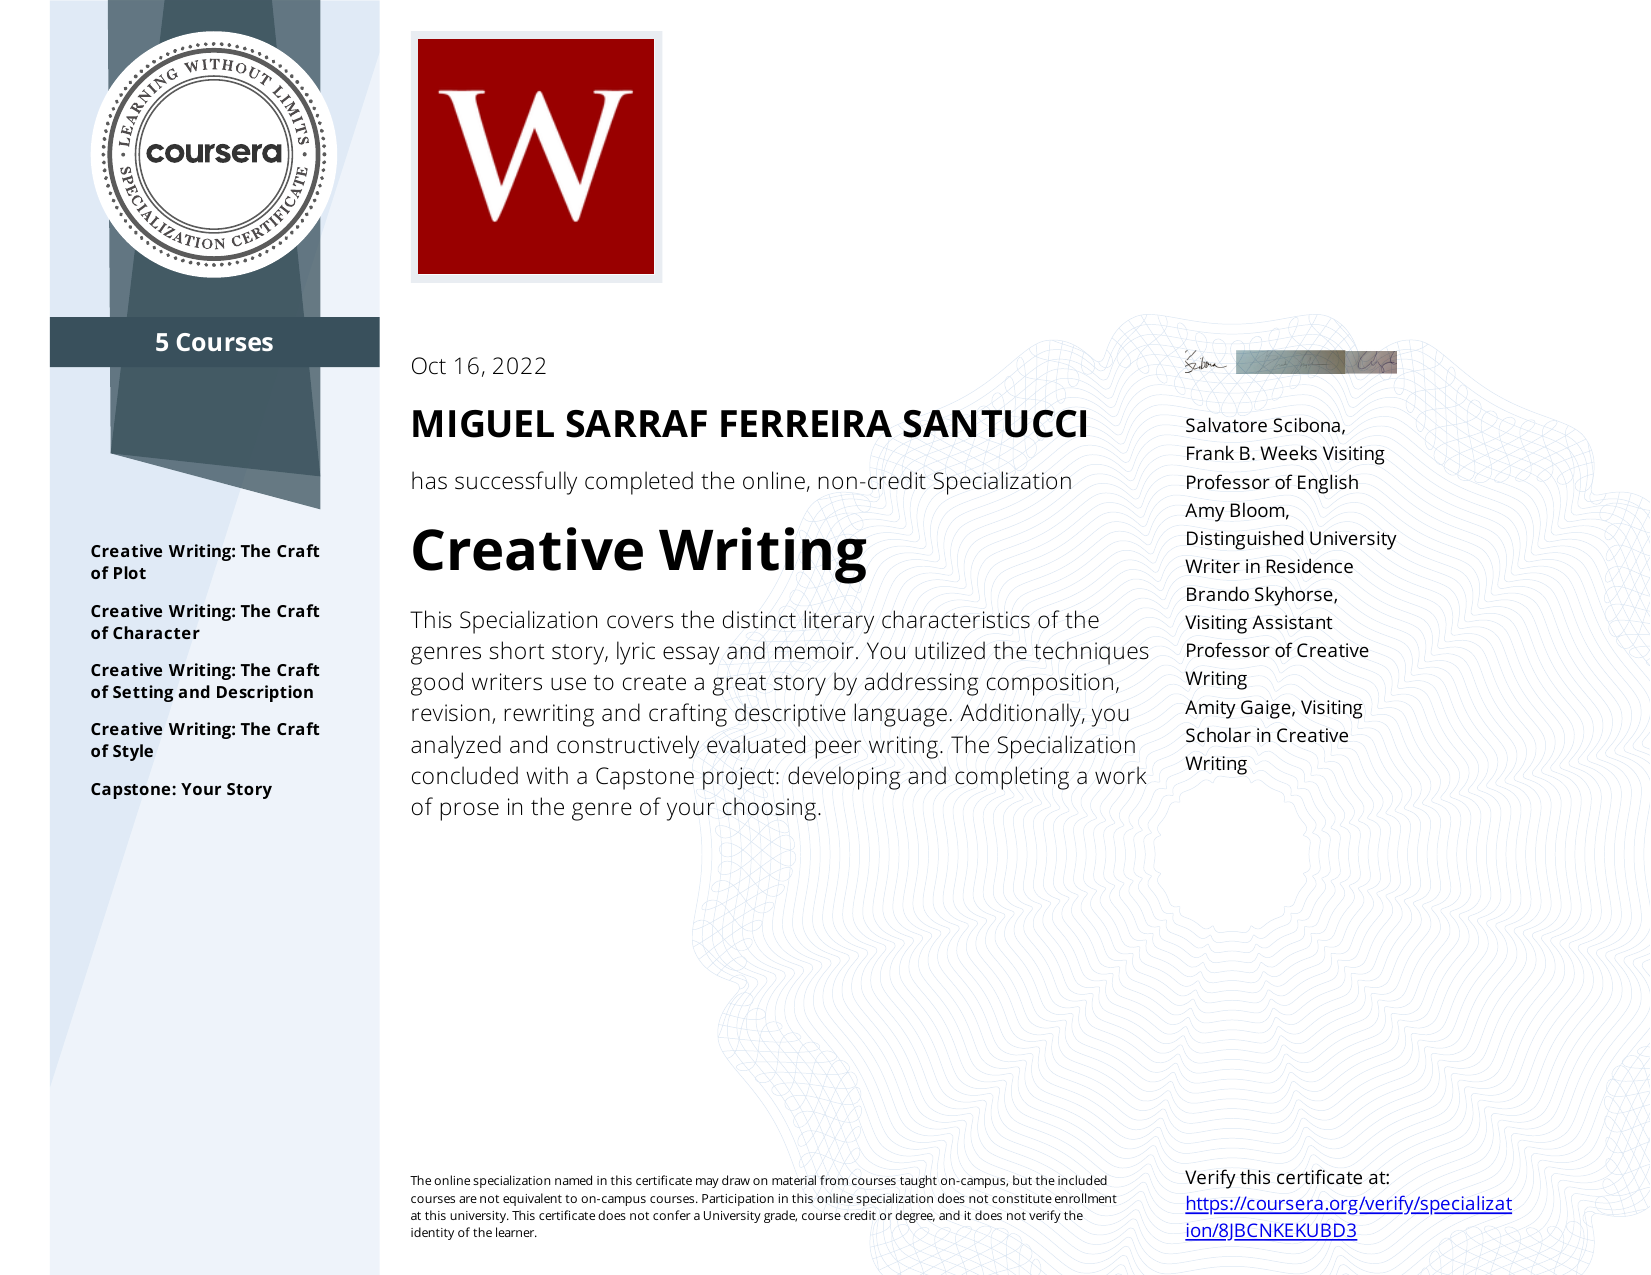 LEARNING WITHOUT LIMITS
coursera
SPECIALIZATION CERTIFICATE
5 Courses
Creative Writing: The Craft
of Plot
Creative Writing: The Craft
of Character
Creative Writing: The Craft
of Setting and Description
Creative Writing: The Craft
of Style
Capstone: Your Story
W
Oct 16, 2022
MIGUEL SARRAF FERREIRA SANTUCCI
has successfully completed the online, non-credit Specialization
Creative Writing
This Specialization covers the distinct literary characteristics of the
genres short story, lyric essay and memoir. You utilized the techniques
good writers use to create a great story by addressing composition,
revision, rewriting and crafting descriptive language. Additionally, you
analyzed and constructively evaluated peer writing. The Specialization
concluded with a Capstone project: developing and completing a work
of prose in the genre of your choosing.
Salvatore Scibona,
Frank B. Weeks Visiting
Professor of English
Amy Bloom,
Distinguished University
Writer in Residence
Brando Skyhorse,
Visiting Assistant
Professor of Creative
Writing
Amity Gaige, Visiting
Scholar in Creative
Writing
The online specialization named in this certificate may draw on material from courses taught on-campus, but the included
courses are not equivalent to on-campus courses. Participation in this online specialization does not constitute enrollment
at this university. This certificate does not confer a University grade, course credit or degree, and it does not verify the
identity of the learner.
Verify this certificate at:
https://coursera.org/verify/specializat
ion/8JBCNKEKUBD3